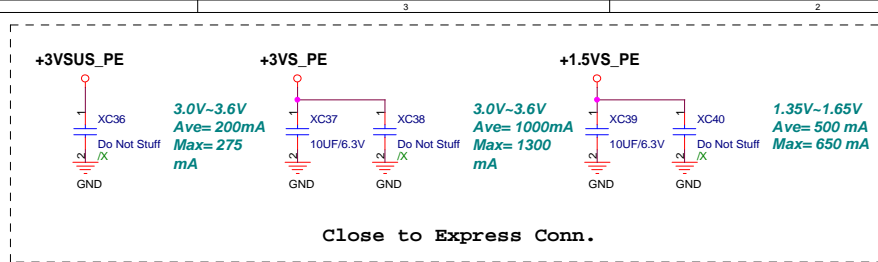 3
2
+3VSUS_PE
+3VS_PE
+1.5VS_PE
1
XC36
Do Not Stuff
/X
2
GND
3.0V~3.6V
Ave= 200mA
Max= 275
mA
1
XC37
10UF/6.3V
2
GND
1
XC38
Do Not Stuff
/X
2
GND
3.0V~3.6V
Ave= 1000mA
Max= 1300
mA
1
XC39
10UF/6.3V
2
GND
1
XC40
Do Not Stuff
/X
2
GND
1.35V~1.65V
Ave= 500 mA
Max= 650 mA
Close to Express Conn.